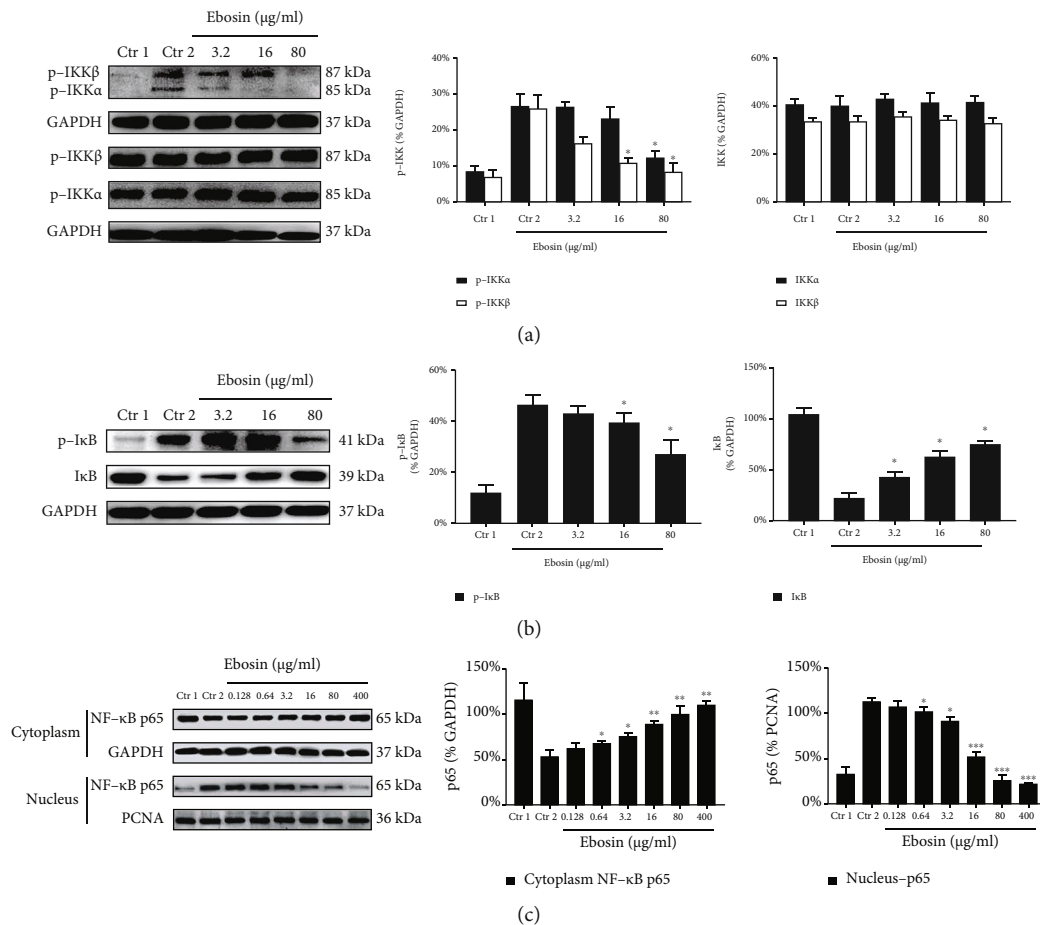 Ebosin (μg/ml)
Ctr 1 Ctr 2 3.2 16 80
p–IKKβ 87 kDa
p–IKKα 85 kDa
GAPDH 37 kDa
p–IKKβ 87 kDa
p–IKKα 85 kDa
GAPDH 37 kDa
p–IKK (% GAPDH)
40%
30%
20%
10%
0%
* * *
Ctr 1 Ctr 2 3.2 16 80
Ebosin (μg/ml)
p–IKKα
p–IKKβ
IKK (% GAPDH)
60%
40%
20%
0%
Ctr 1 Ctr 2 3.2 16 80
Ebosin (μg/ml)
IKKα
IKKβ
(a)
Ebosin (μg/ml)
Ctr 1 Ctr 2 3.2 16 80
p–IκB 41 kDa
IκB 39 kDa
GAPDH 37 kDa
p–IκB
(% GAPDH)
60%
40%
20%
0%
* *
Ctr 1 Ctr 2 3.2 16 80
Ebosin (μg/ml)
p–IκB
IκB
(% GAPDH)
150%
100%
50%
0%
* * *
Ctr 1 Ctr 2 3.2 16 80
Ebosin (μg/ml)
IκB
(b)
Ebosin (μg/ml)
Ctr 1 Ctr 2 0.128 0.64 3.2 16 80 400
Cytoplasm
NF–κB p65 65 kDa
GAPDH 37 kDa
Nucleus
NF–κB p65 65 kDa
PCNA 36 kDa
p65 (% GAPDH)
150%
100%
50%
0%
* * ** ** **
Ctr 1 Ctr 2 0.128 0.64 3.2 16 80 400
Ebosin (μg/ml)
Cytoplasm NF–κB p65
p65 (% PCNA)
150%
100%
50%
0%
* * *** *** ***
Ctr 1 Ctr 2 0.128 0.64 3.2 16 80 400
Ebosin (μg/ml)
Nucleus–p65
(c)